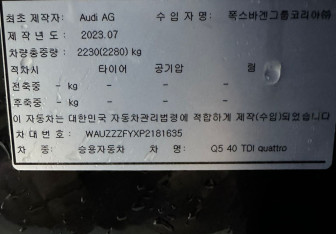 최초 제작자: Audi AG 수 입 자 명: 폭스바겐그룹코리아㈜
제 작 년 도 : 2023.07
차량총중량 : 2230(2280) kg
적차시 타이어 공기압 림
전축중 - kg - - -
후축중 - kg - - -
이 자동차는 대한민국 자동차관리법령에 적합하게 제작(수입)되었습니다
차 대 번 호 : WAUZZZFYXP2181635
차 종: 승용자동차 차 명: Q5 40 TDI quattro